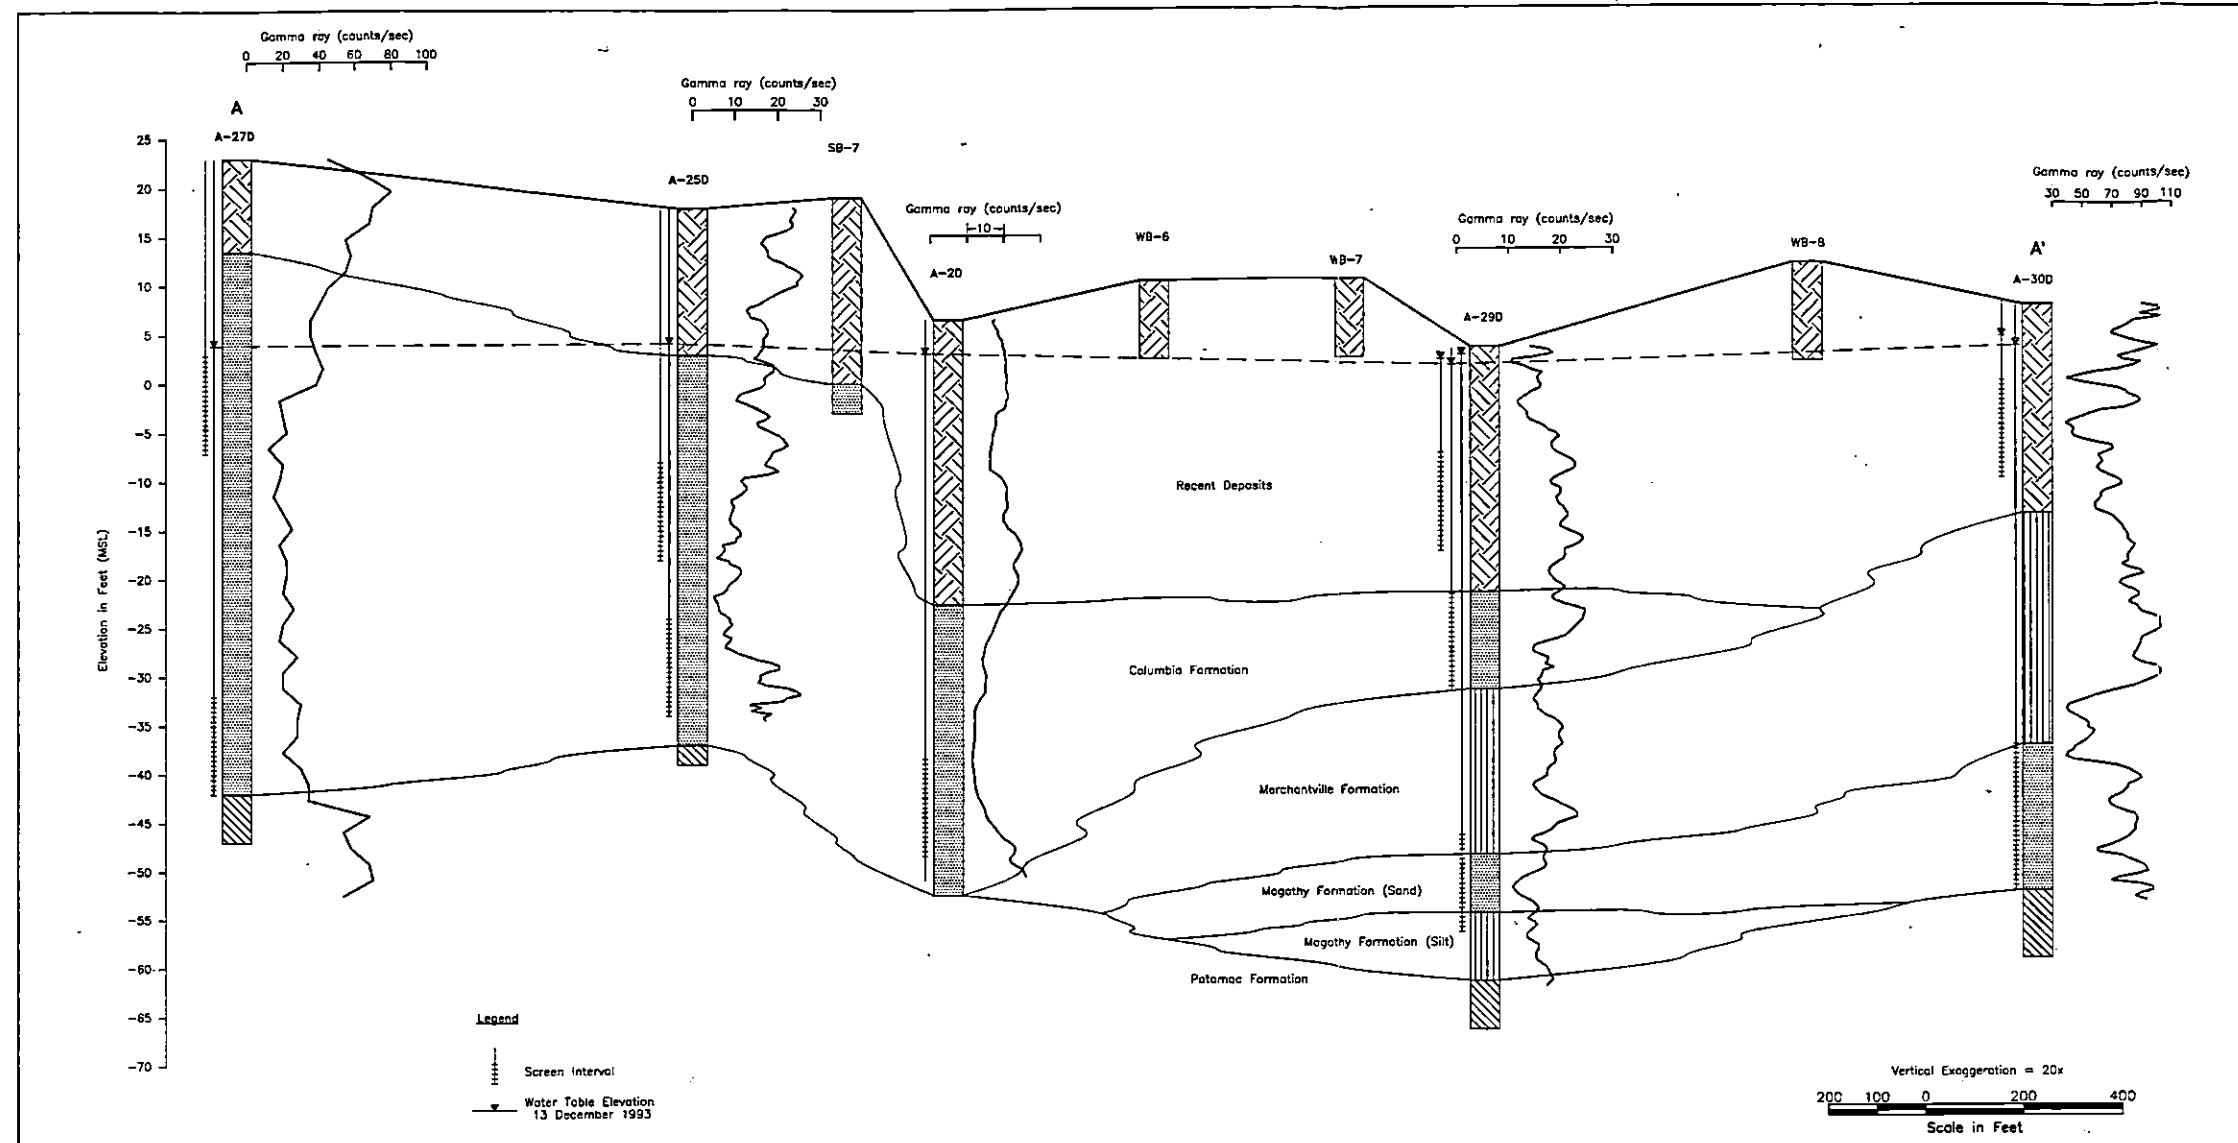 Gamma ray (counts/sec)
0 20 40 60 80 100
Gamma ray (counts/sec)
0 10 20 30
A
A-27D
SB-7
A-25D
Gamma ray (counts/sec)
10
A-2D
WB-6
WB-7
Gamma ray (counts/sec)
0 10 20 30
A-29D
WB-8
Gamma ray (counts/sec)
30 50 70 90 110
A'
A-30D
Elevation in Feet (MSL)
25
20
15
10
5
0
-5
-10
-15
-20
-25
-30
-35
-40
-45
-50
-55
-60
-65
-70
Recent Deposits
Columbia Formation
Merchantville Formation
Magothy Formation (Sand)
Magothy Formation (Silt)
Potomac Formation
Legend
Screen Interval
Water Table Elevation
13 December 1993
Vertical Exaggeration = 20x
200 100 0 200 400
Scale in Feet